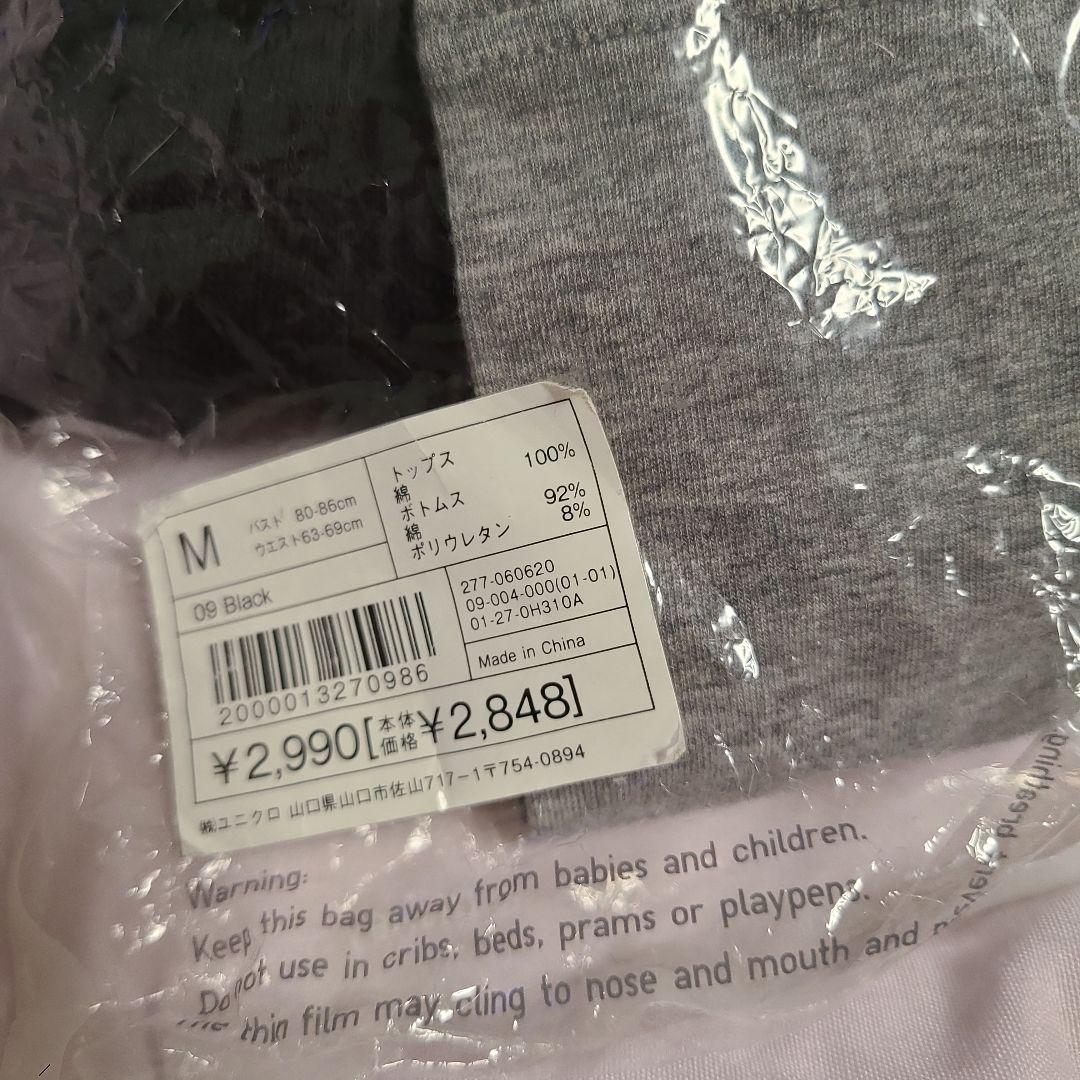 M
バスト 80-86cm
ウエスト63-69cm
トップス
綿 100%
ボトムス
綿 92%
ポリウレタン 8%
09 Black
277-060620
09-004-000(01-01)
01-27-0H310A
Made in China
2000013270986
¥2,990[本体価格¥2,848]
㈱ユニクロ 山口県山口市佐山717-1〒754-0894
Warning:
Keep this bag away from babies and children.
Do not use in cribs, beds, prams or playpens.
thin film may cling to nose and mouth and prevent breathing